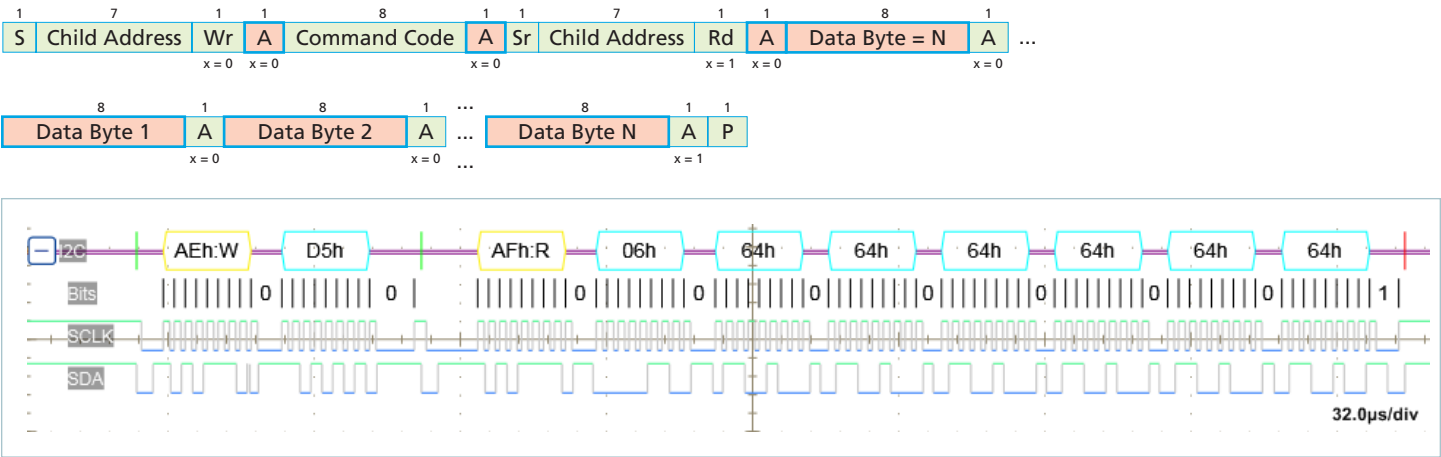 1 7 1 1 8 1 1 7 1 1 8 1
S Child Address Wr A Command Code A Sr Child Address Rd A Data Byte = N A ...
x = 0 x = 0 x = 0 x = 1 x = 0 x = 0
8 1 8 1 ... 8 1 1
Data Byte 1 A Data Byte 2 A ... Data Byte N A P
x = 0 x = 0 ... x = 1
I2C AEh:W D5h AFh:R 06h 64h 64h 64h 64h 64h 64h
Bits 0 0 0 0 0 0 0 0 0 1
SCLK
SDA
32.0µs/div